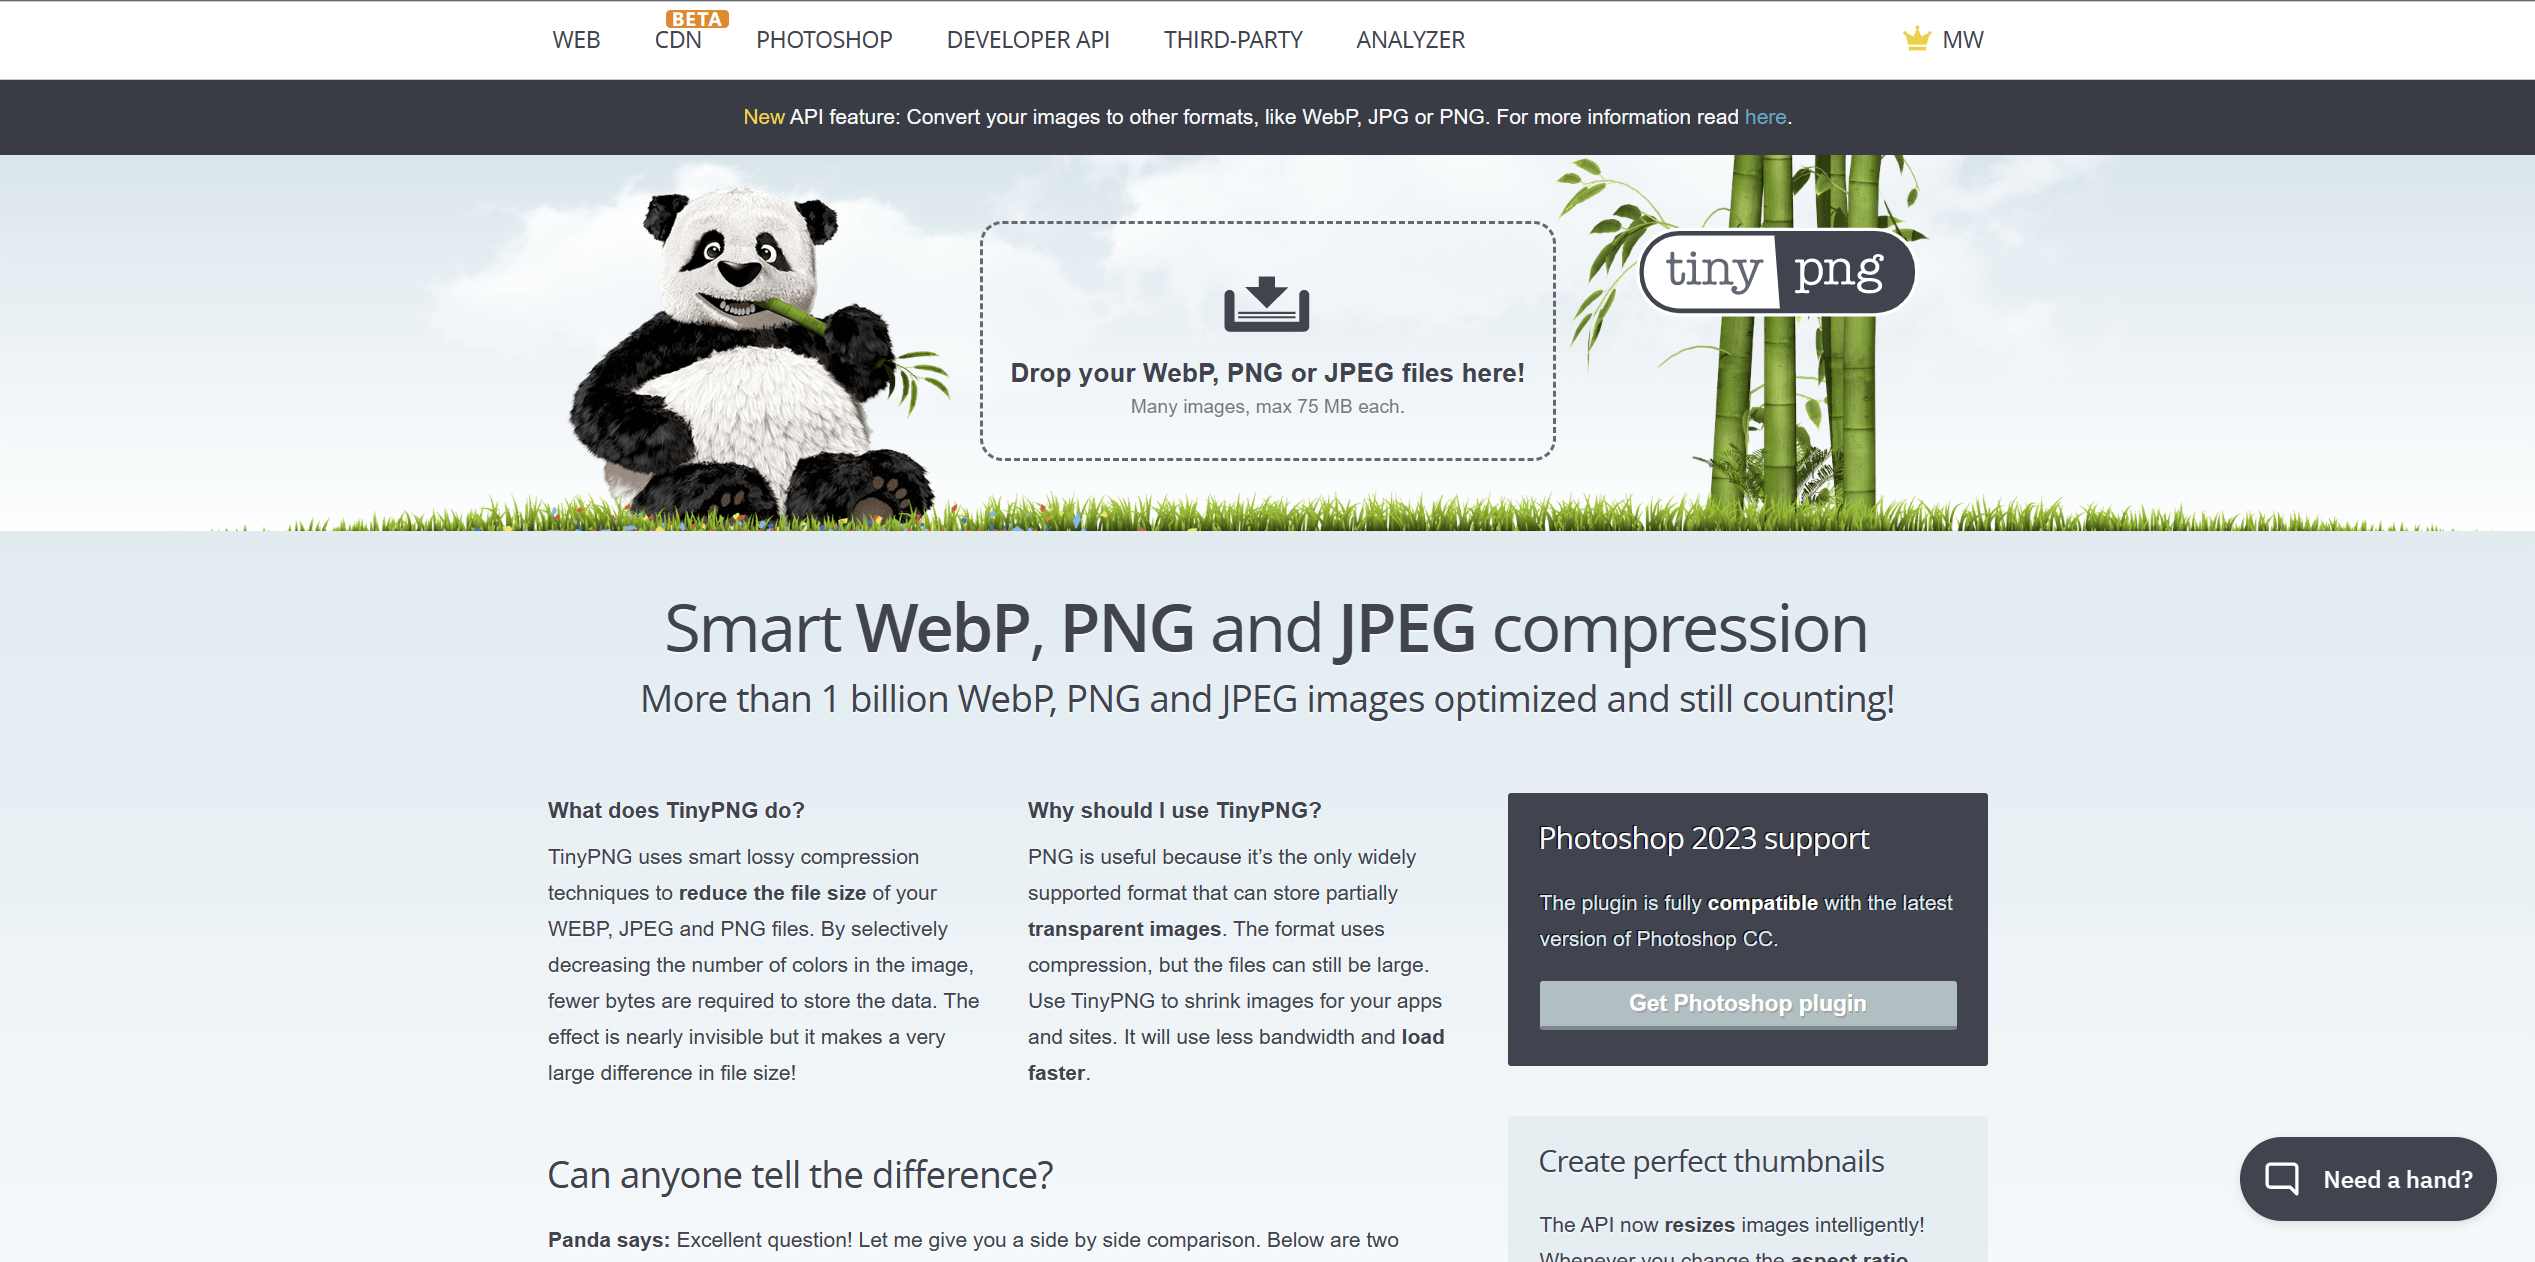 BETA
WEB CDN PHOTOSHOP DEVELOPER API THIRD-PARTY ANALYZER MW
New API feature: Convert your images to other formats, like WebP, JPG or PNG. For more information read here.
tiny png
Drop your WebP, PNG or JPEG files here!
Many images, max 75 MB each.
Smart WebP, PNG and JPEG compression
More than 1 billion WebP, PNG and JPEG images optimized and still counting!
What does TinyPNG do?
TinyPNG uses smart lossy compression
techniques to reduce the file size of your
WEBP, JPEG and PNG files. By selectively
decreasing the number of colors in the image,
fewer bytes are required to store the data. The
effect is nearly invisible but it makes a very
large difference in file size!
Why should I use TinyPNG?
PNG is useful because it’s the only widely
supported format that can store partially
transparent images. The format uses
compression, but the files can still be large.
Use TinyPNG to shrink images for your apps
and sites. It will use less bandwidth and load
faster.
Photoshop 2023 support
The plugin is fully compatible with the latest
version of Photoshop CC.
Get Photoshop plugin
Can anyone tell the difference?
Panda says: Excellent question! Let me give you a side by side comparison. Below are two
Create perfect thumbnails
The API now resizes images intelligently!
Whenever you change the aspect ratio
Need a hand?